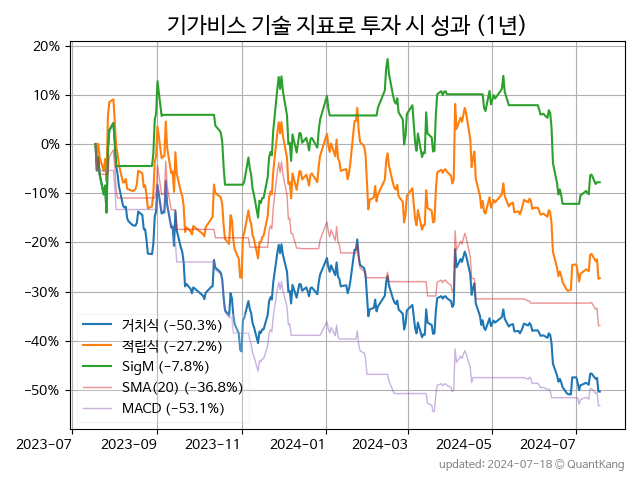 기가비스 기술 지표로 투자 시 성과 (1년)
20%
10%
0%
−10%
−20%
−30%
−40%
−50%
거치식 (−50.3%)
적립식 (−27.2%)
SigM (−7.8%)
SMA(20) (−36.8%)
MACD (−53.1%)
2023-07
2023-09
2023-11
2024-01
2024-03
2024-05
2024-07
updated: 2024-07-18 © QuantKang